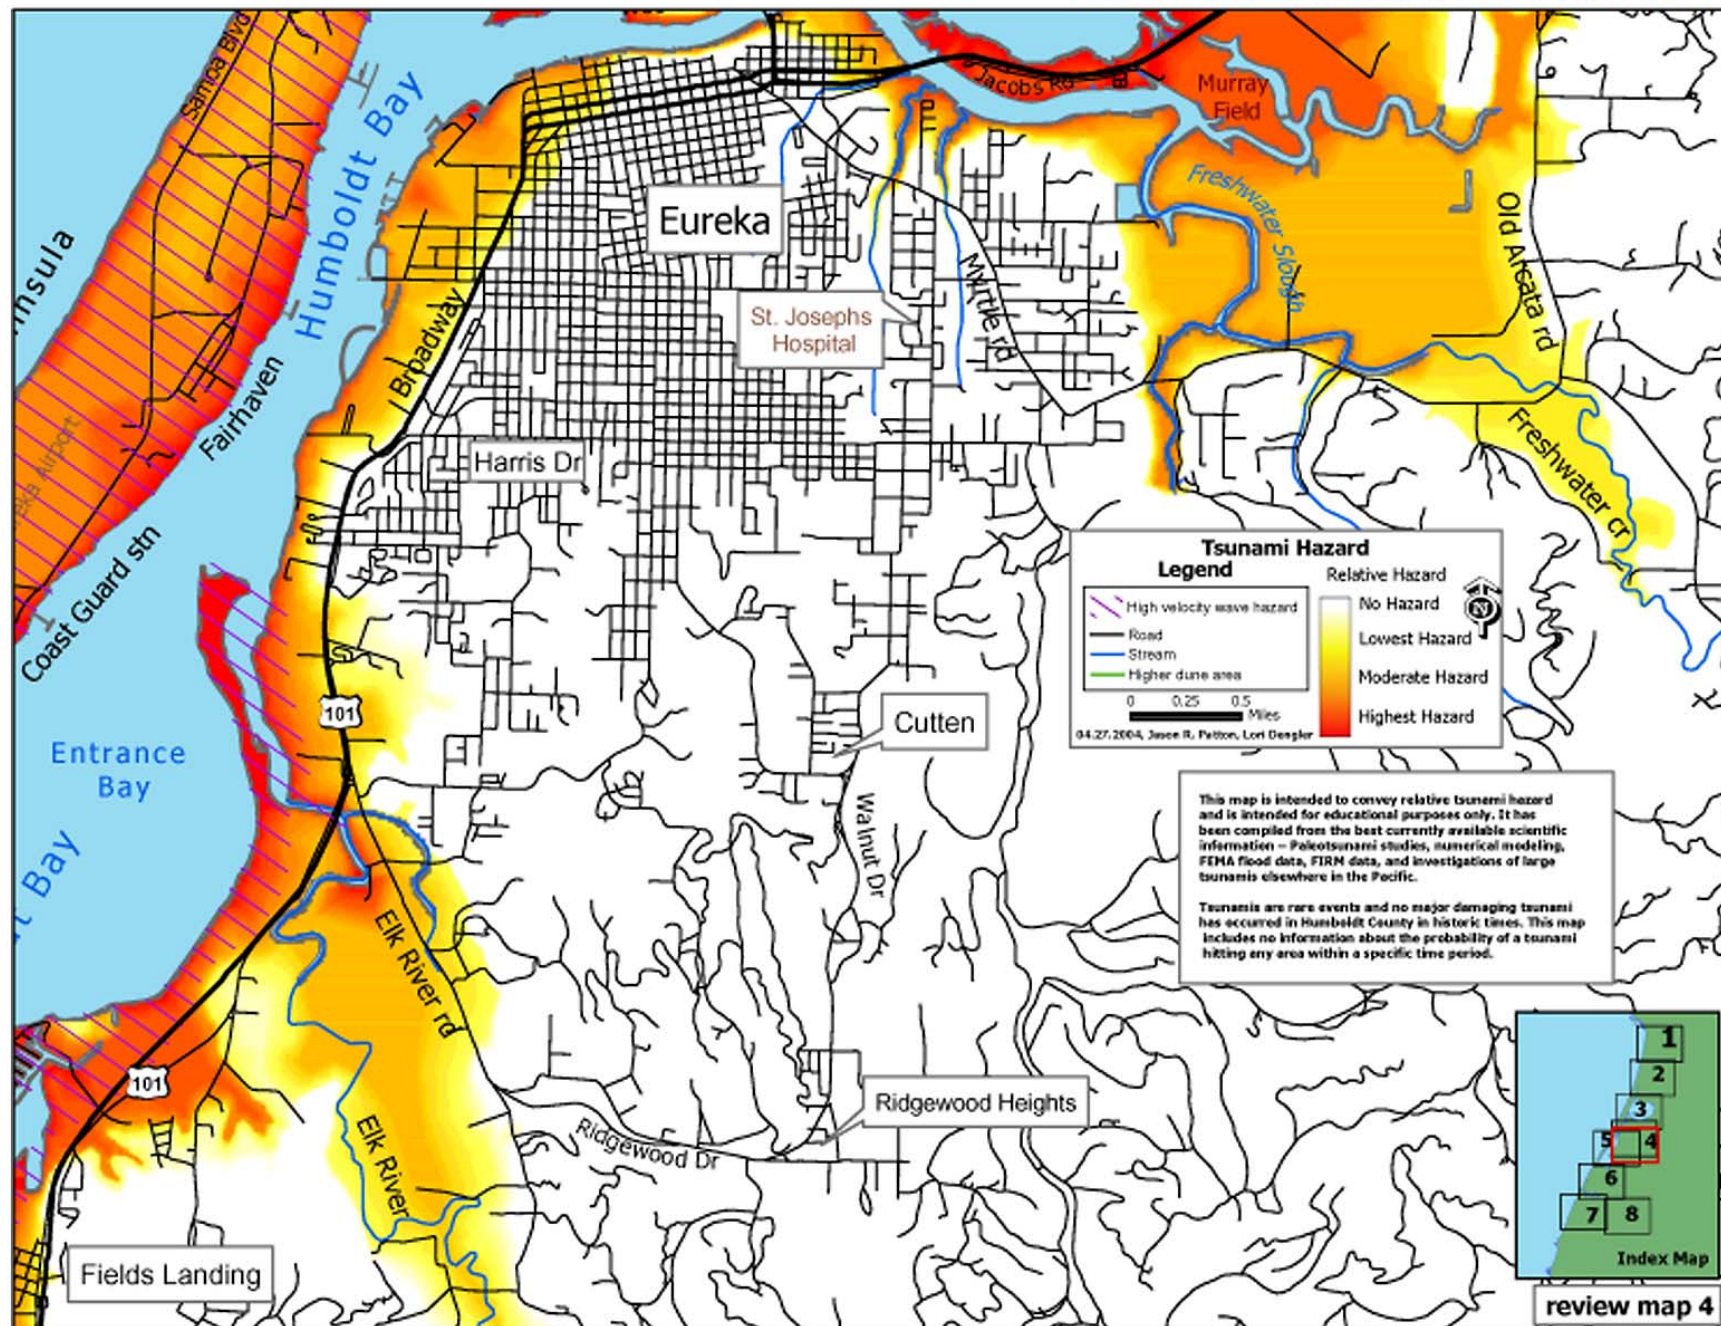 Samoa Blvd
Humboldt Bay
Jacobs Rd
Murray
Field
Freshwater Slough
Old Arcata rd
Eureka
St. Josephs
Hospital
Myrtle rd
Broadway
Fairhaven
Airport
Harris Dr
Freshwater cr
Coast Guard stn
101
Entrance
Bay
Bay
Cutten
Walnut Dr
Elk River rd
101
Ridgewood Heights
Ridgewood Dr
Elk River
Fields Landing
Tsunami Hazard
Legend
Relative Hazard
High velocity wave hazard
Road
Stream
Higher dune area
0 0.25 0.5
Miles
No Hazard
Lowest Hazard
Moderate Hazard
Highest Hazard
N
04.27.2004, Jason R. Patton, Lori Dengler
This map is intended to convey relative tsunami hazard
and is intended for educational purposes only. It has
been compiled from the best currently available scientific
information – Paleotsunami studies, numerical modeling,
FEMA flood data, FIRM data, and investigations of large
tsunamis elsewhere in the Pacific.
Tsunamis are rare events and no major damaging tsunami
has occurred in Humboldt County in historic times. This map
includes no information about the probability of a tsunami
hitting any area within a specific time period.
1
2
3
5 4
6
7 8
Index Map
review map 4